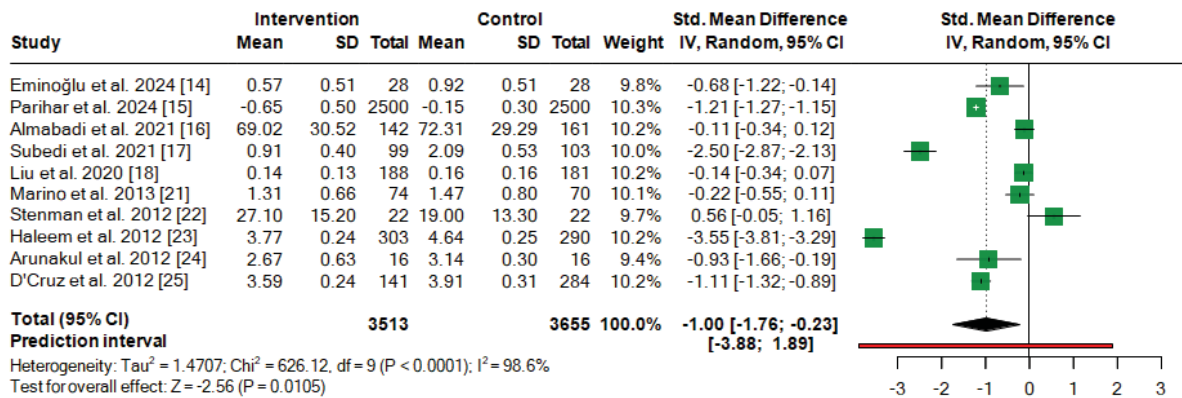 Intervention Control Std. Mean Difference Std. Mean Difference
Study Mean SD Total Mean SD Total Weight IV, Random, 95% CI IV, Random, 95% CI
Eminoğlu et al. 2024 [14] 0.57 0.51 28 0.92 0.51 28 9.8% -0.68 [-1.22; -0.14]
Parihar et al. 2024 [15] -0.65 0.50 2500 -0.15 0.30 2500 10.3% -1.21 [-1.27; -1.15]
Almabadi et al. 2021 [16] 69.02 30.52 142 72.31 29.29 161 10.2% -0.11 [-0.34; 0.12]
Subedi et al. 2021 [17] 0.91 0.40 99 2.09 0.53 103 10.0% -2.50 [-2.87; -2.13]
Liu et al. 2020 [18] 0.14 0.13 188 0.16 0.16 181 10.2% -0.14 [-0.34; 0.07]
Marino et al. 2013 [21] 1.31 0.66 74 1.47 0.80 70 10.1% -0.22 [-0.55; 0.11]
Stenman et al. 2012 [22] 27.10 15.20 22 19.00 13.30 22 9.7% 0.56 [-0.05; 1.16]
Haleem et al. 2012 [23] 3.77 0.24 303 4.64 0.25 290 10.2% -3.55 [-3.81; -3.29]
Arunakul et al. 2012 [24] 2.67 0.63 16 3.14 0.30 16 9.4% -0.93 [-1.66; -0.19]
D'Cruz et al. 2012 [25] 3.59 0.24 141 3.91 0.31 284 10.2% -1.11 [-1.32; -0.89]
Total (95% CI) 3513 3655 100.0% -1.00 [-1.76; -0.23]
Prediction interval [-3.88; 1.89]
Heterogeneity: Tau² = 1.4707; Chi² = 626.12, df = 9 (P < 0.0001); I² = 98.6%
Test for overall effect: Z = -2.56 (P = 0.0105)
-3 -2 -1 0 1 2 3